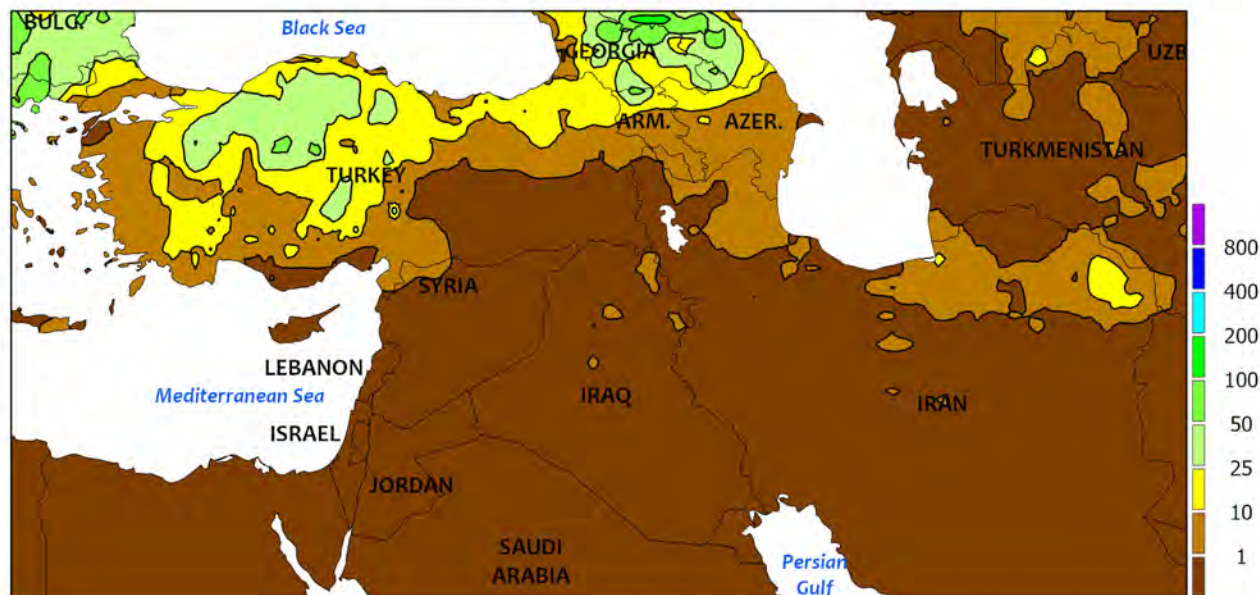 BULG.
Black Sea
GEORGIA
UZB
ARM.
AZER.
TURKMENISTAN
TURKEY
SYRIA
LEBANON
Mediterranean Sea
IRAQ
IRAN
ISRAEL
JORDAN
SAUDI
ARABIA
Persian
Gulf
800
400
200
100
50
25
10
1